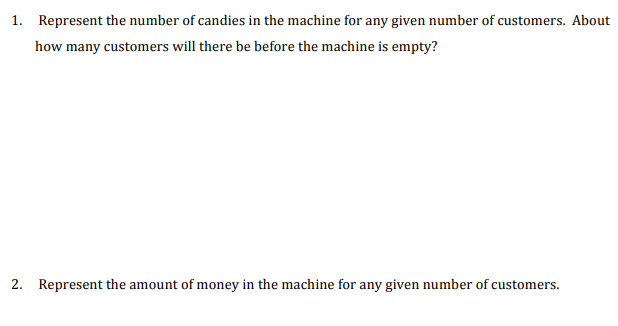 1. Represent the number of candies in the machine for any given number of customers. About
how many customers will there be before the machine is empty?
2. Represent the amount of money in the machine for any given number of customers.